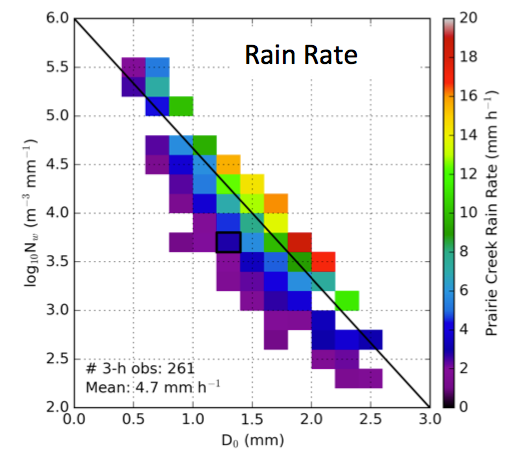 Rain Rate
6.0
5.5
5.0
4.5
4.0
3.5
3.0
2.5
2.0
log₁₀N_w (m⁻³ mm⁻¹)
# 3-h obs: 261
Mean: 4.7 mm h⁻¹
0.0 0.5 1.0 1.5 2.0 2.5 3.0
D₀ (mm)
20
18
16
14
12
10
8
6
4
2
0
Prairie Creek Rain Rate (mm h⁻¹)